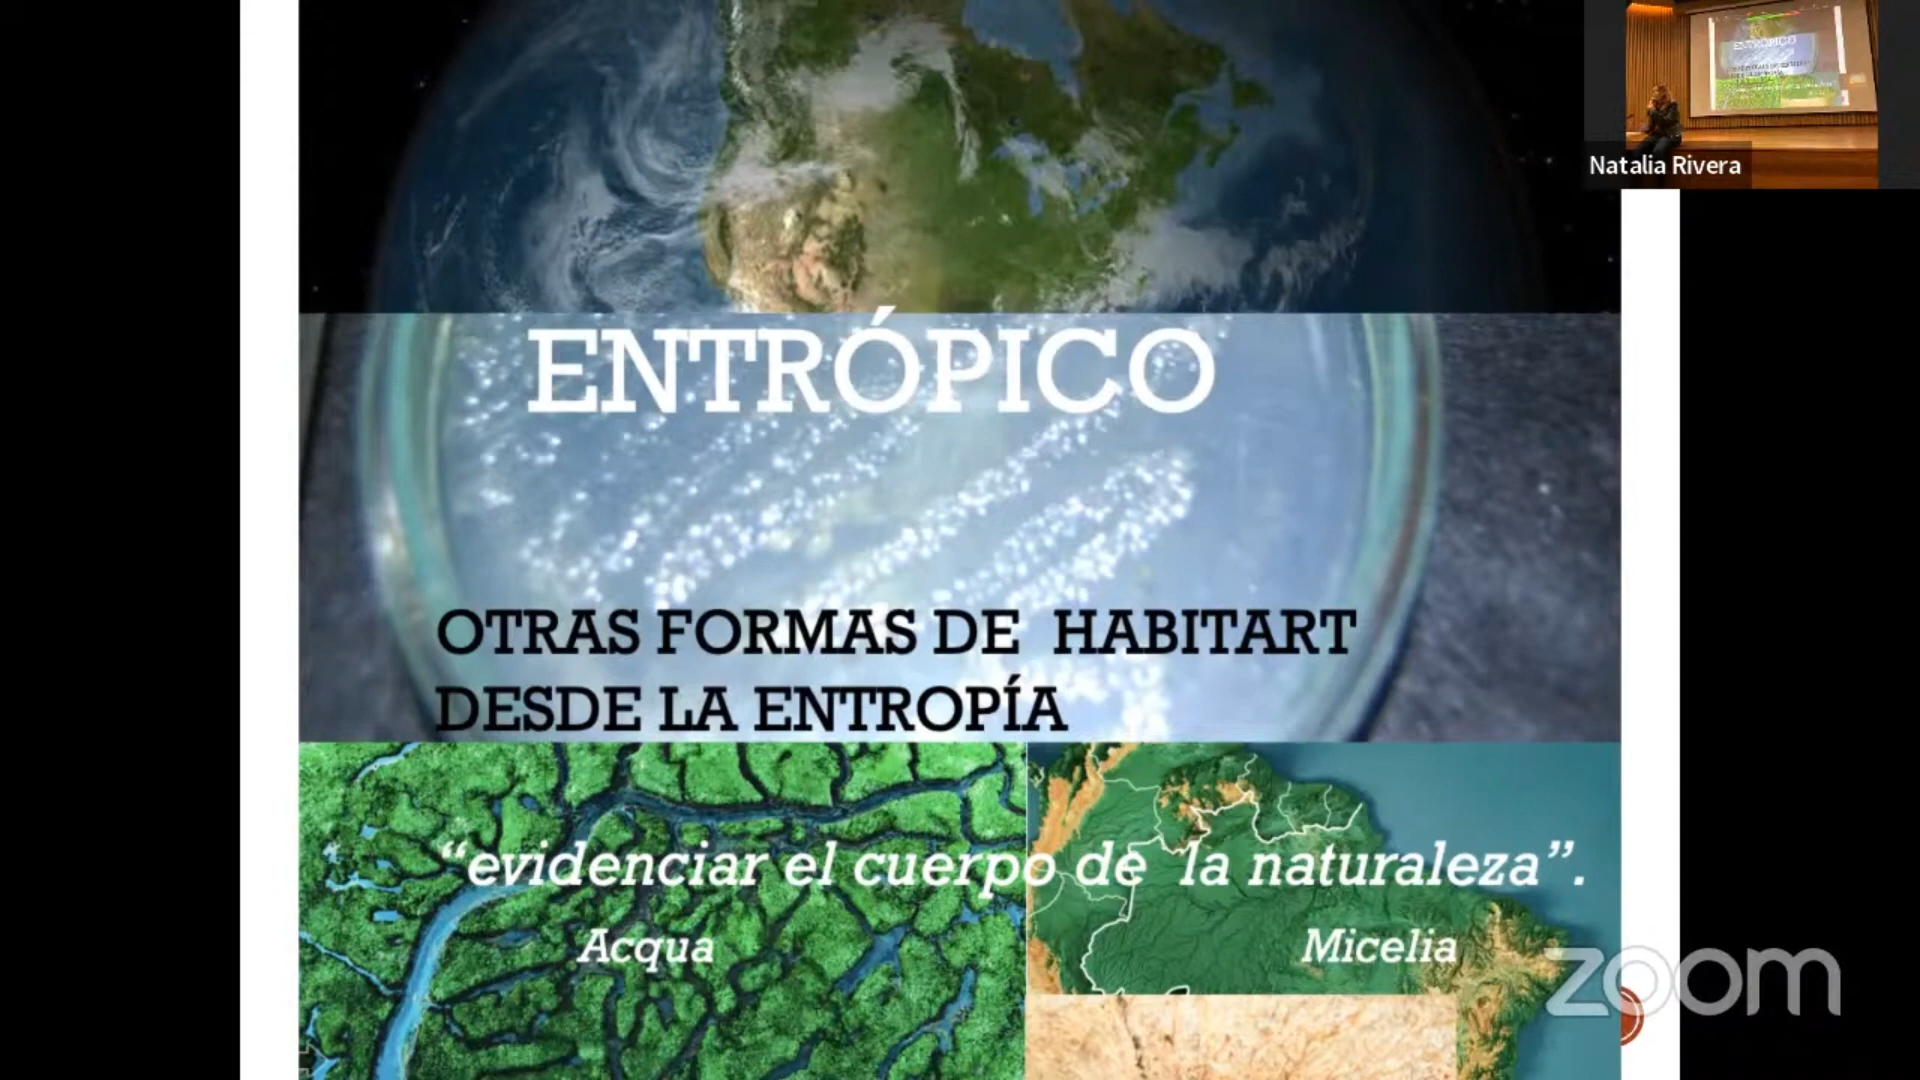 Natalia Rivera
ENTRÓPICO
OTRAS FORMAS DE HABITART
DESDE LA ENTROPÍA
“evidenciar el cuerpo de la naturaleza”.
Acqua
Micelia
zoom